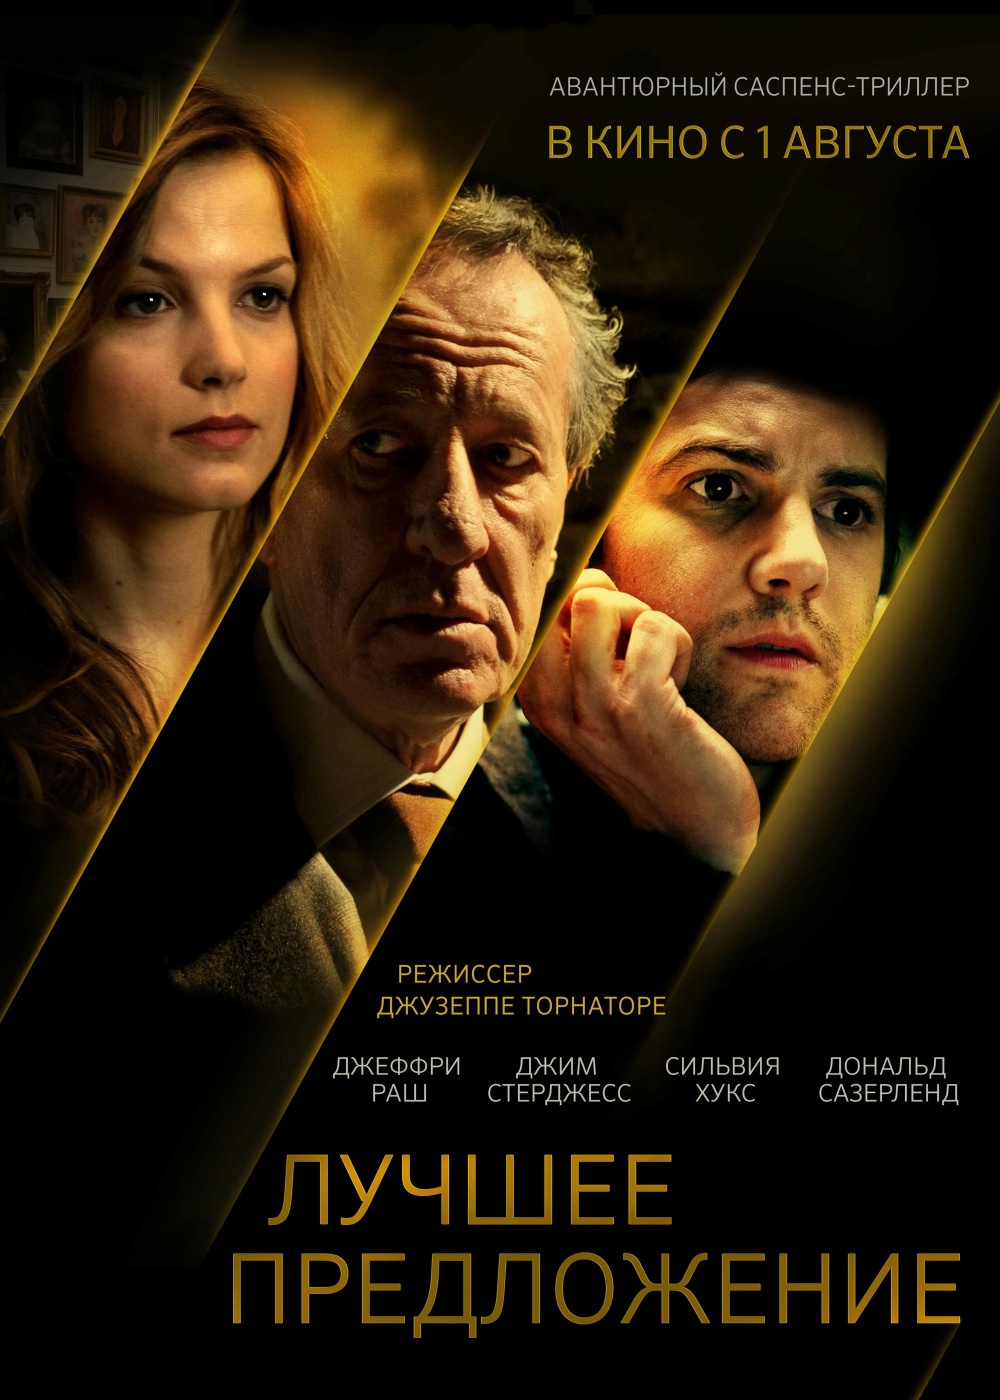 АВАНТЮРНЫЙ САСПЕНС-ТРИЛЛЕР
В КИНО С 1 АВГУСТА
РЕЖИССЕР
ДЖУЗЕППЕ ТОРНАТОРЕ
ДЖЕФФРИ РАШ
ДЖИМ СТЕРДЖЕСС
СИЛЬВИЯ ХУКС
ДОНАЛЬД САЗЕРЛЕНД
ЛУЧШЕЕ
ПРЕДЛОЖЕНИЕ